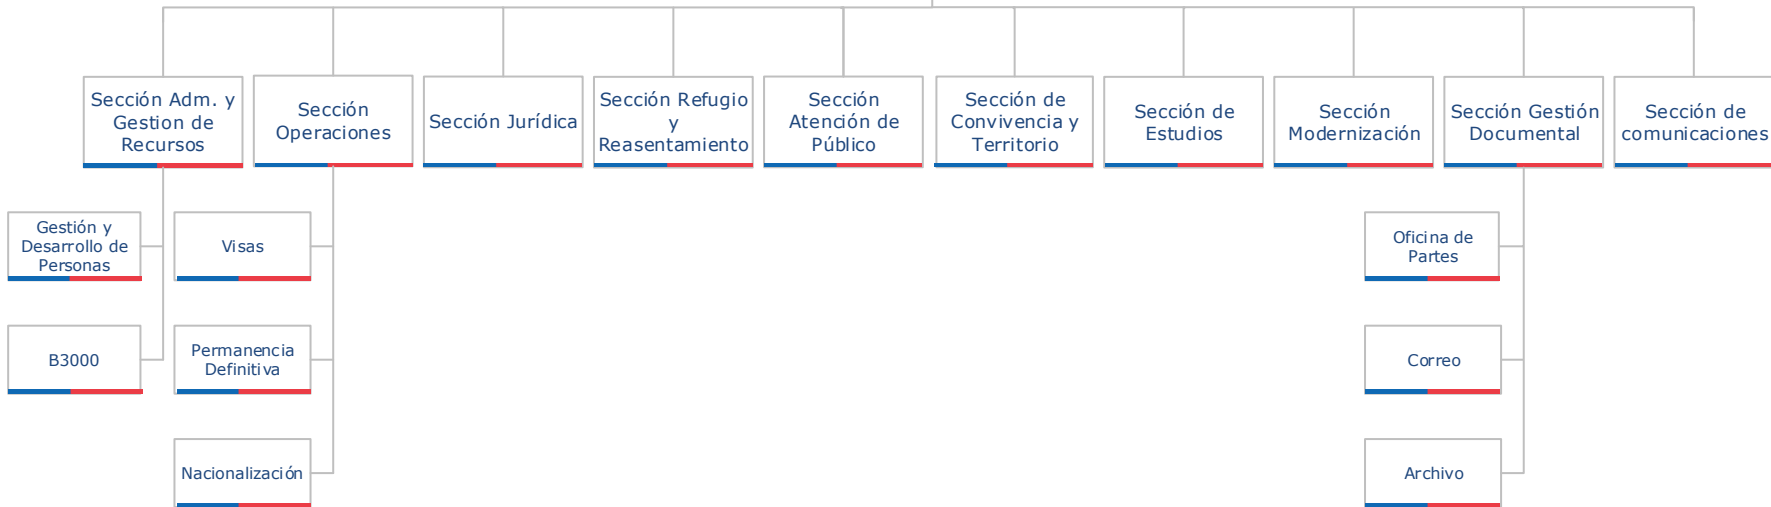 Sección Adm. y
Gestion de
Recursos
Sección
Operaciones
Sección Jurídica
Sección Refugio
y
Reasentamiento
Sección
Atención de
Público
Sección de
Convivencia y
Territorio
Sección de
Estudios
Sección
Modernización
Sección Gestión
Documental
Sección de
comunicaciones
Gestión y
Desarrollo de
Personas
Visas
Oficina de
Partes
B3000
Permanencia
Definitiva
Correo
Nacionalización
Archivo